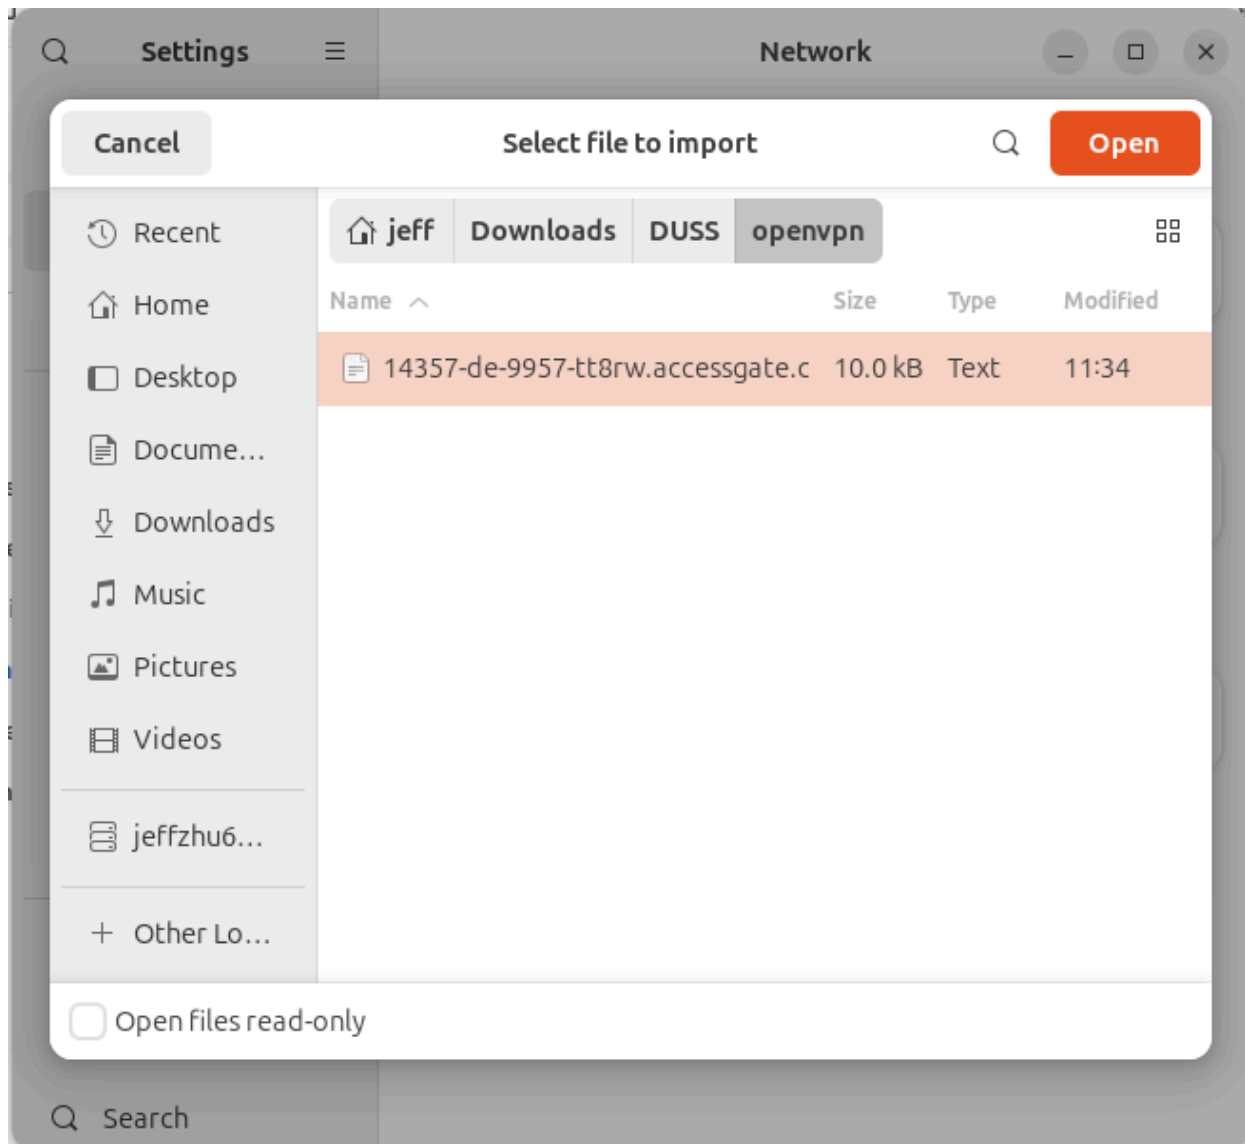 Settings
Network
Cancel
Select file to import
Open
Recent
Home
Desktop
Docume...
Downloads
Music
Pictures
Videos
jeffzhu6...
+ Other Lo...
jeff Downloads DUSS openvpn
Name Size Type Modified
14357-de-9957-tt8rw.accessgate.c 10.0 kB Text 11:34
Open files read-only
Search